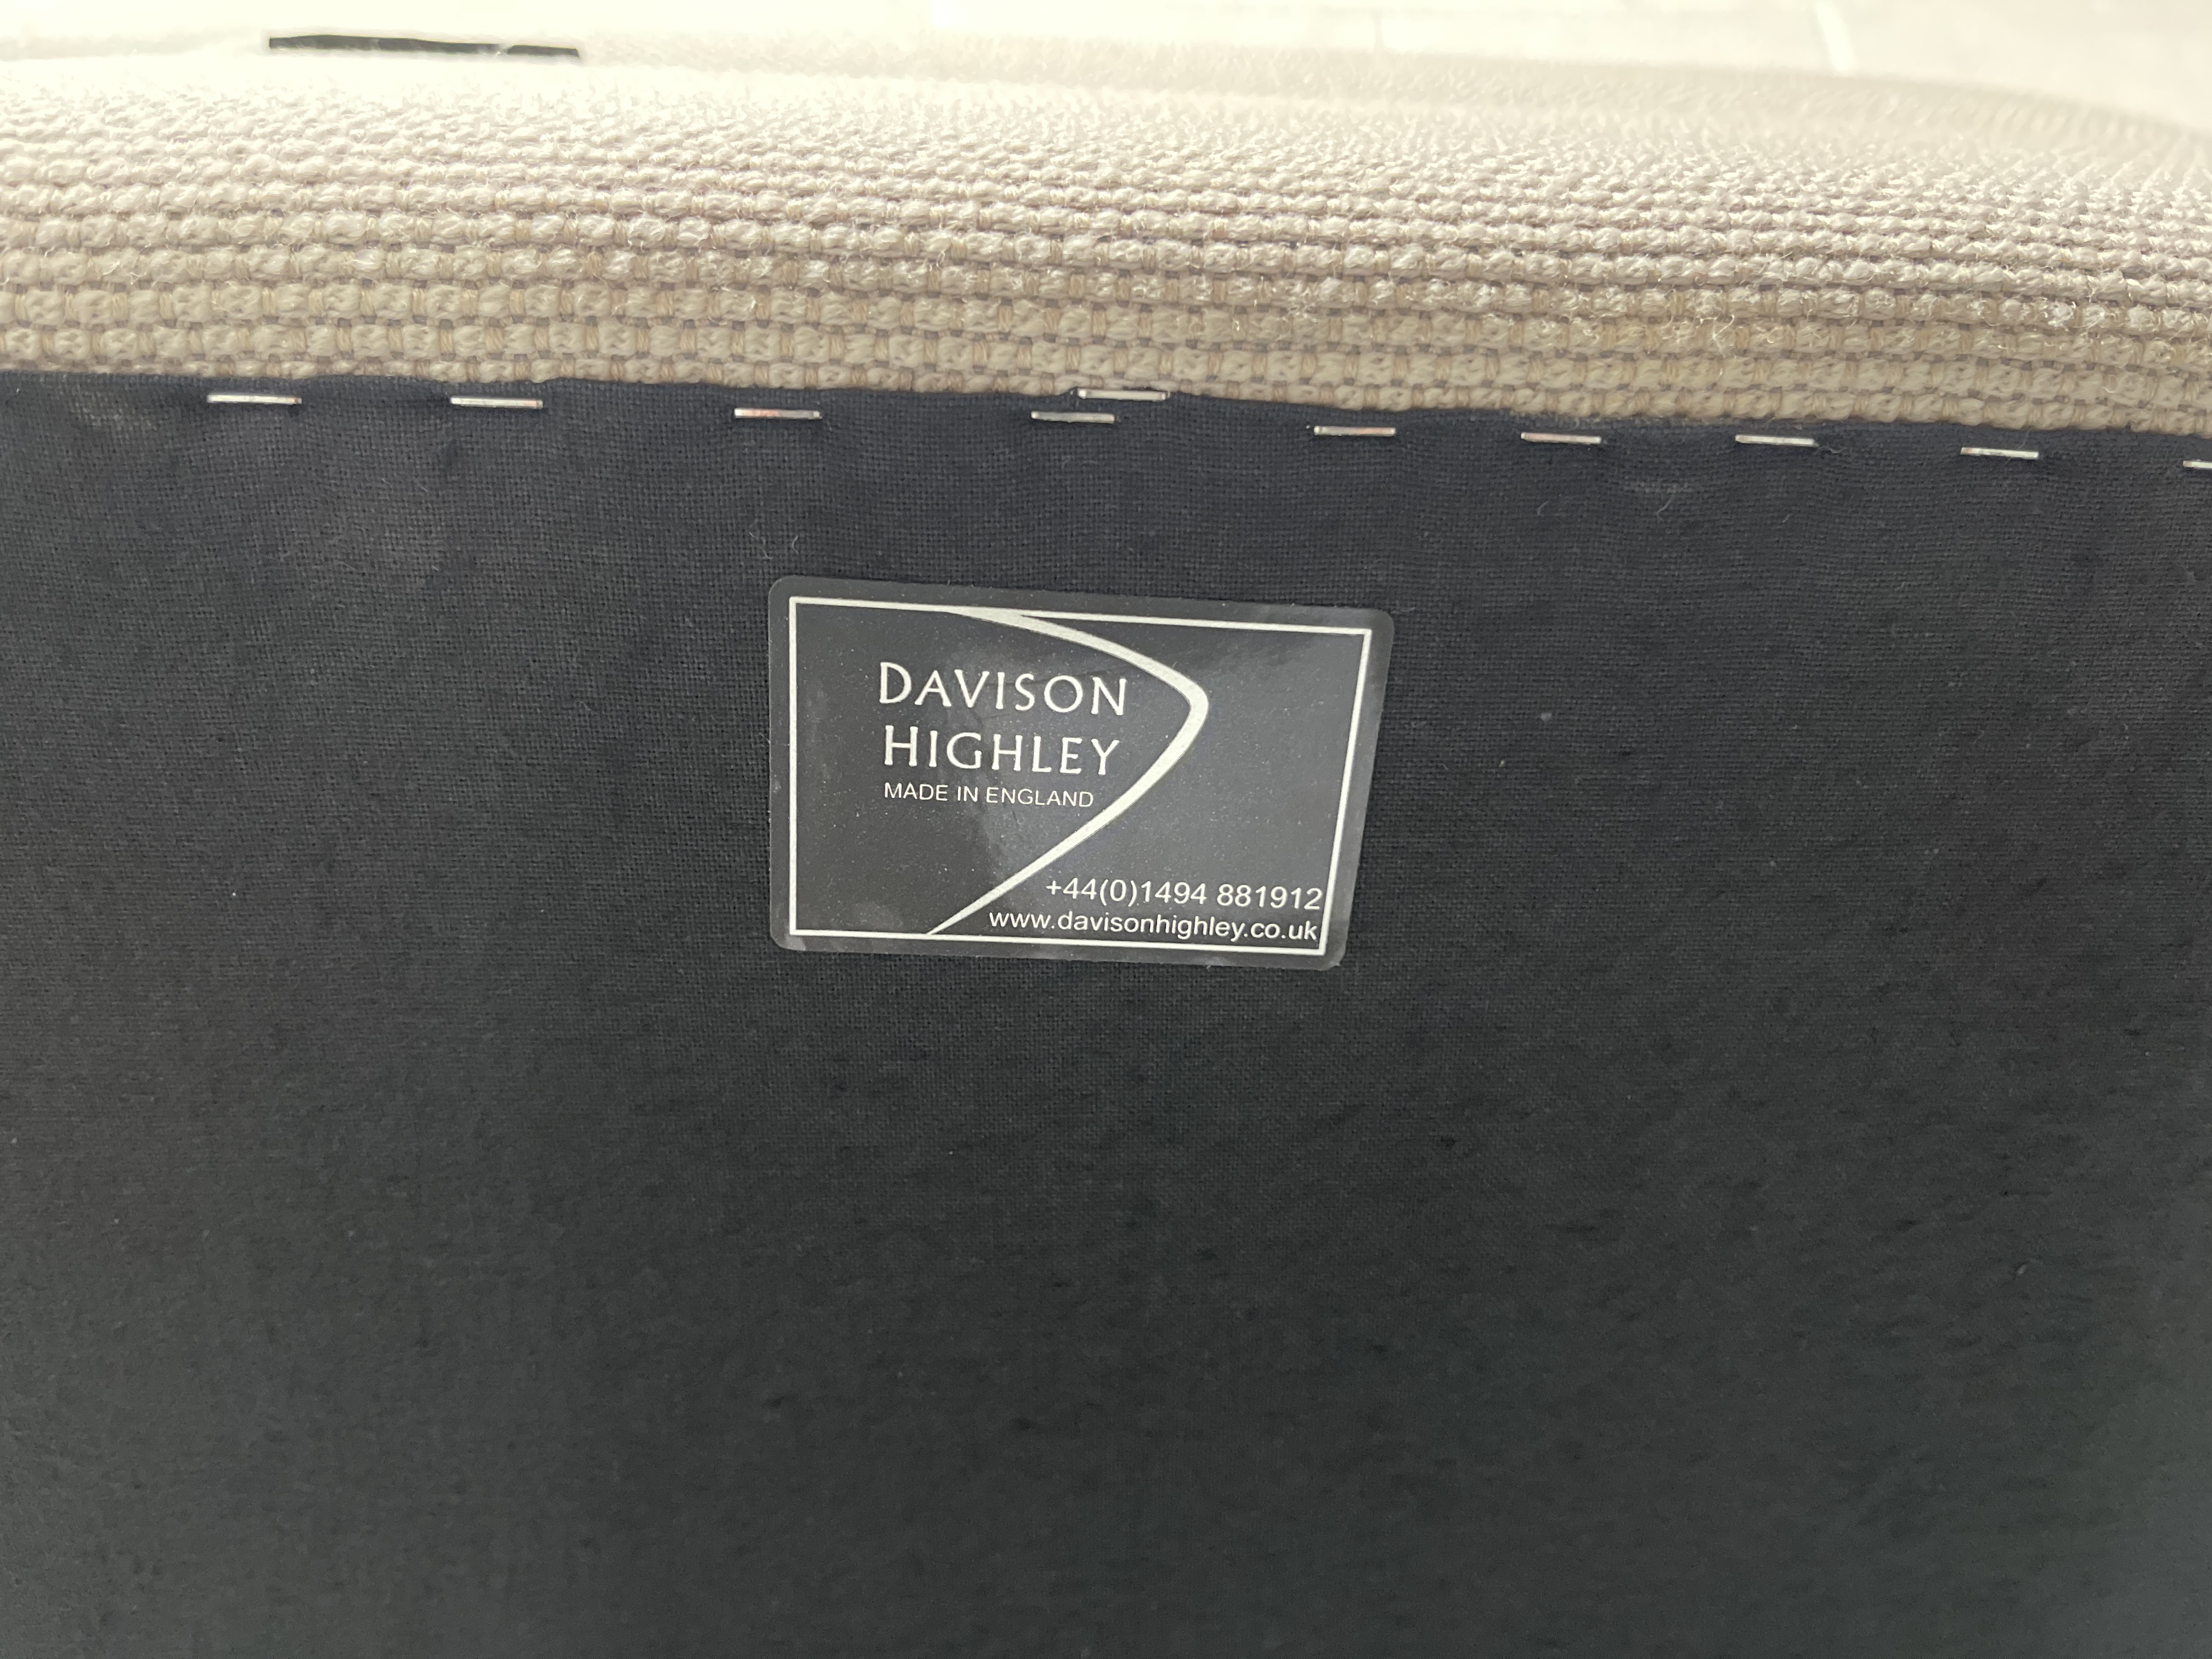 DAVISON
HIGHLEY
MADE IN ENGLAND
+44(0)1494 881912
www.davisonhighley.co.uk